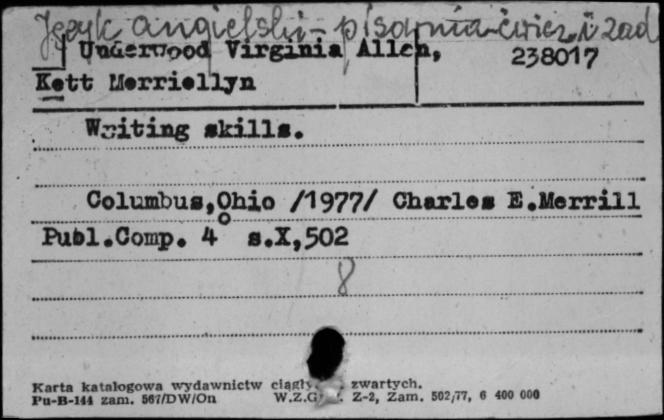 Język angielski - pisownia - ćwicz. i zad
Underwood Virginia Allen, 238017
Kett Merriellyn
Writing skills.
Columbus,Ohio /1977/ Charles E.Merrill
Publ.Comp. 4° s.X,502
8
Karta katalogowa wydawnictw ciągły zwartych.
Pu-B-144 zam. 567/DW/On W.Z.G. Z-2, Zam. 502/77, 6 400 000